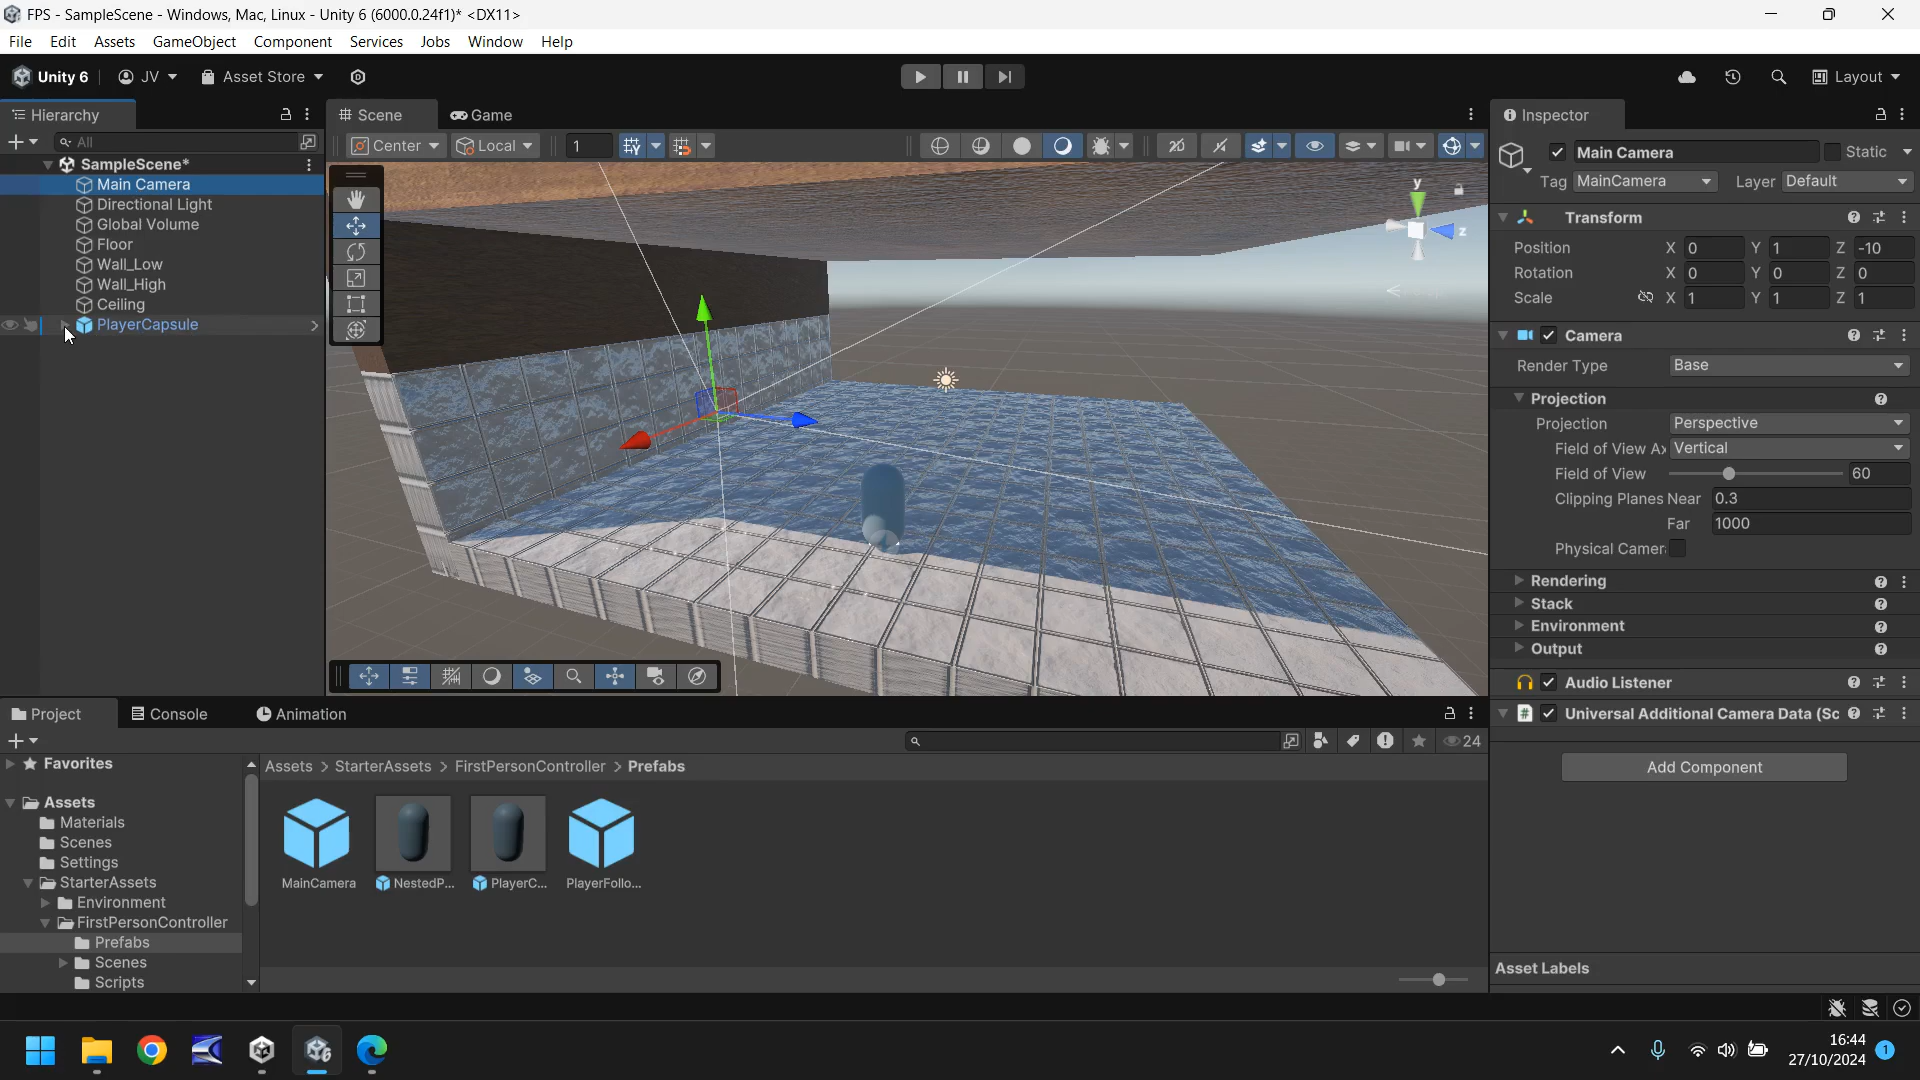 FPS - SampleScene - Windows, Mac, Linux - Unity 6 (6000.0.24f1)* <DX11>
File Edit Assets GameObject Component Services Jobs Window Help
Unity 6 JV Asset Store Layout
Hierarchy
All
SampleScene*
Main Camera
Directional Light
Global Volume
Floor
Wall_Low
Wall_High
Ceiling
PlayerCapsule
Scene Game
Center Local 1
y
z
Inspector
Main Camera Static
Tag MainCamera Layer Default
Transform
Position X 0 Y 1 Z -10
Rotation X 0 Y 0 Z 0
Scale X 1 Y 1 Z 1
Camera
Render Type Base
Projection
Projection Perspective
Field of View Ax Vertical
Field of View 60
Clipping Planes Near 0.3
Far 1000
Physical Camer
Rendering
Stack
Environment
Output
Audio Listener
Universal Additional Camera Data (Sc
Add Component
Asset Labels
Project Console Animation
24
Favorites
Assets
Materials
Scenes
Settings
StarterAssets
Environment
FirstPersonController
Prefabs
Scenes
Scripts
Assets > StarterAssets > FirstPersonController > Prefabs
MainCamera NestedP... PlayerC... PlayerFollo...
16:44
27/10/2024 1